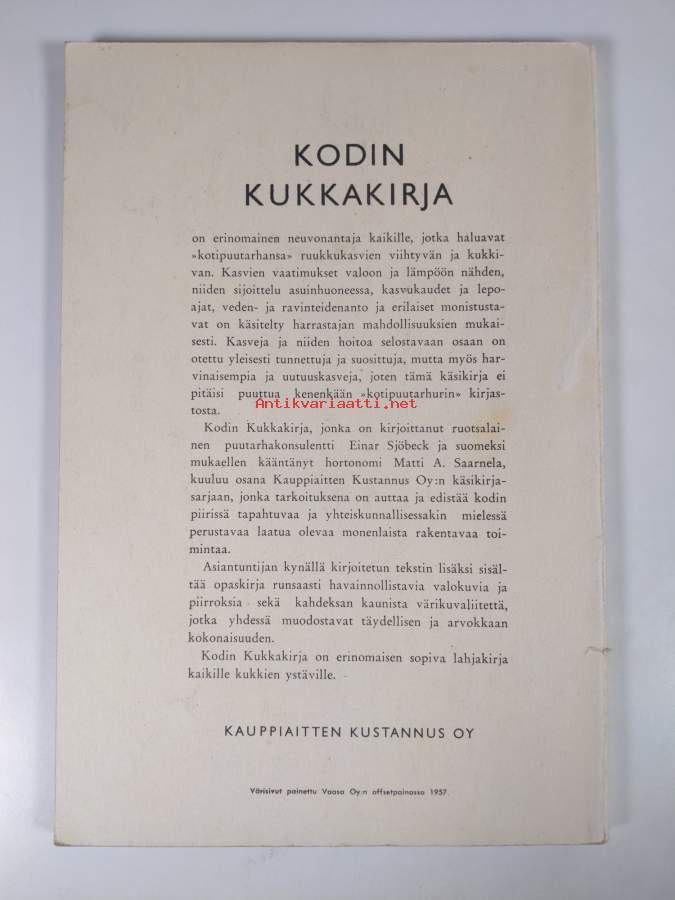 KODIN
KUKKAKIRJA
on erinomainen neuvonantaja kaikille, jotka haluavat
»kotipuutarhansa» ruukkukasvien viihtyvän ja kukki-
van. Kasvien vaatimukset valoon ja lämpöön nähden,
niiden sijoittelu asuinhuoneessa, kasvukaudet ja lepo-
ajat, veden- ja ravinteidenanto ja erilaiset monistusta-
vat on käsitelty harrastajan mahdollisuuksien mukai-
sesti. Kasveja ja niiden hoitoa selostavaan osaan on
otettu yleisesti tunnettuja ja suosittuja, mutta myös har-
vinaisempia ja uutuuskasveja, joten tämä käsikirja ei
pitäisi puuttua kenenkään »kotipuutarhurin» kirjas-
tosta.
Antikvariaatti.net
Kodin Kukkakirja, jonka on kirjoittanut ruotsalai-
nen puutarhakonsulentti Einar Sjöbeck ja suomeksi
mukaellen kääntänyt hortonomi Matti A. Saarnela,
kuuluu osana Kauppiaitten Kustannus Oy:n käsikirja-
sarjaan, jonka tarkoituksena on auttaa ja edistää kodin
piirissä tapahtuvaa ja yhteiskunnallisessakin mielessä
perustavaa laatua olevaa monenlaista rakentavaa toi-
mintaa.
Asiantuntijan kynällä kirjoitetun tekstin lisäksi sisäl-
tää opaskirja runsaasti havainnollistavia valokuvia ja
piirroksia sekä kahdeksan kaunista värikuvaliitettä,
jotka yhdessä muodostavat täydellisen ja arvokkaan
kokonaisuuden.
Kodin Kukkakirja on erinomaisen sopiva lahjakirja
kaikille kukkien ystäville.
KAUPPIAITTEN KUSTANNUS OY
Värisivut painettu Vaasa Oy:n offsetpainossa 1957.